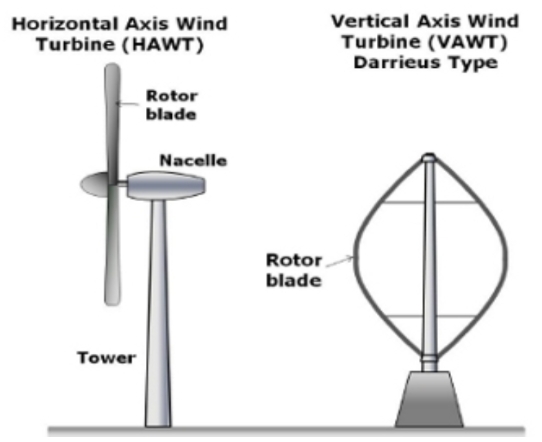 Horizontal Axis Wind
Turbine (HAWT)
Rotor
blade
Nacelle
Tower
Vertical Axis Wind
Turbine (VAWT)
Darrieus Type
Rotor
blade